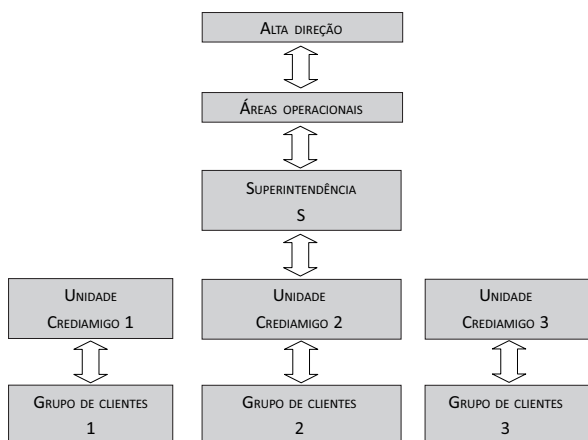 Alta direção
Áreas operacionais
Superintendência
S
Unidade
Crediamigo 1
Unidade
Crediamigo 2
Unidade
Crediamigo 3
Grupo de clientes
1
Grupo de clientes
2
Grupo de clientes
3